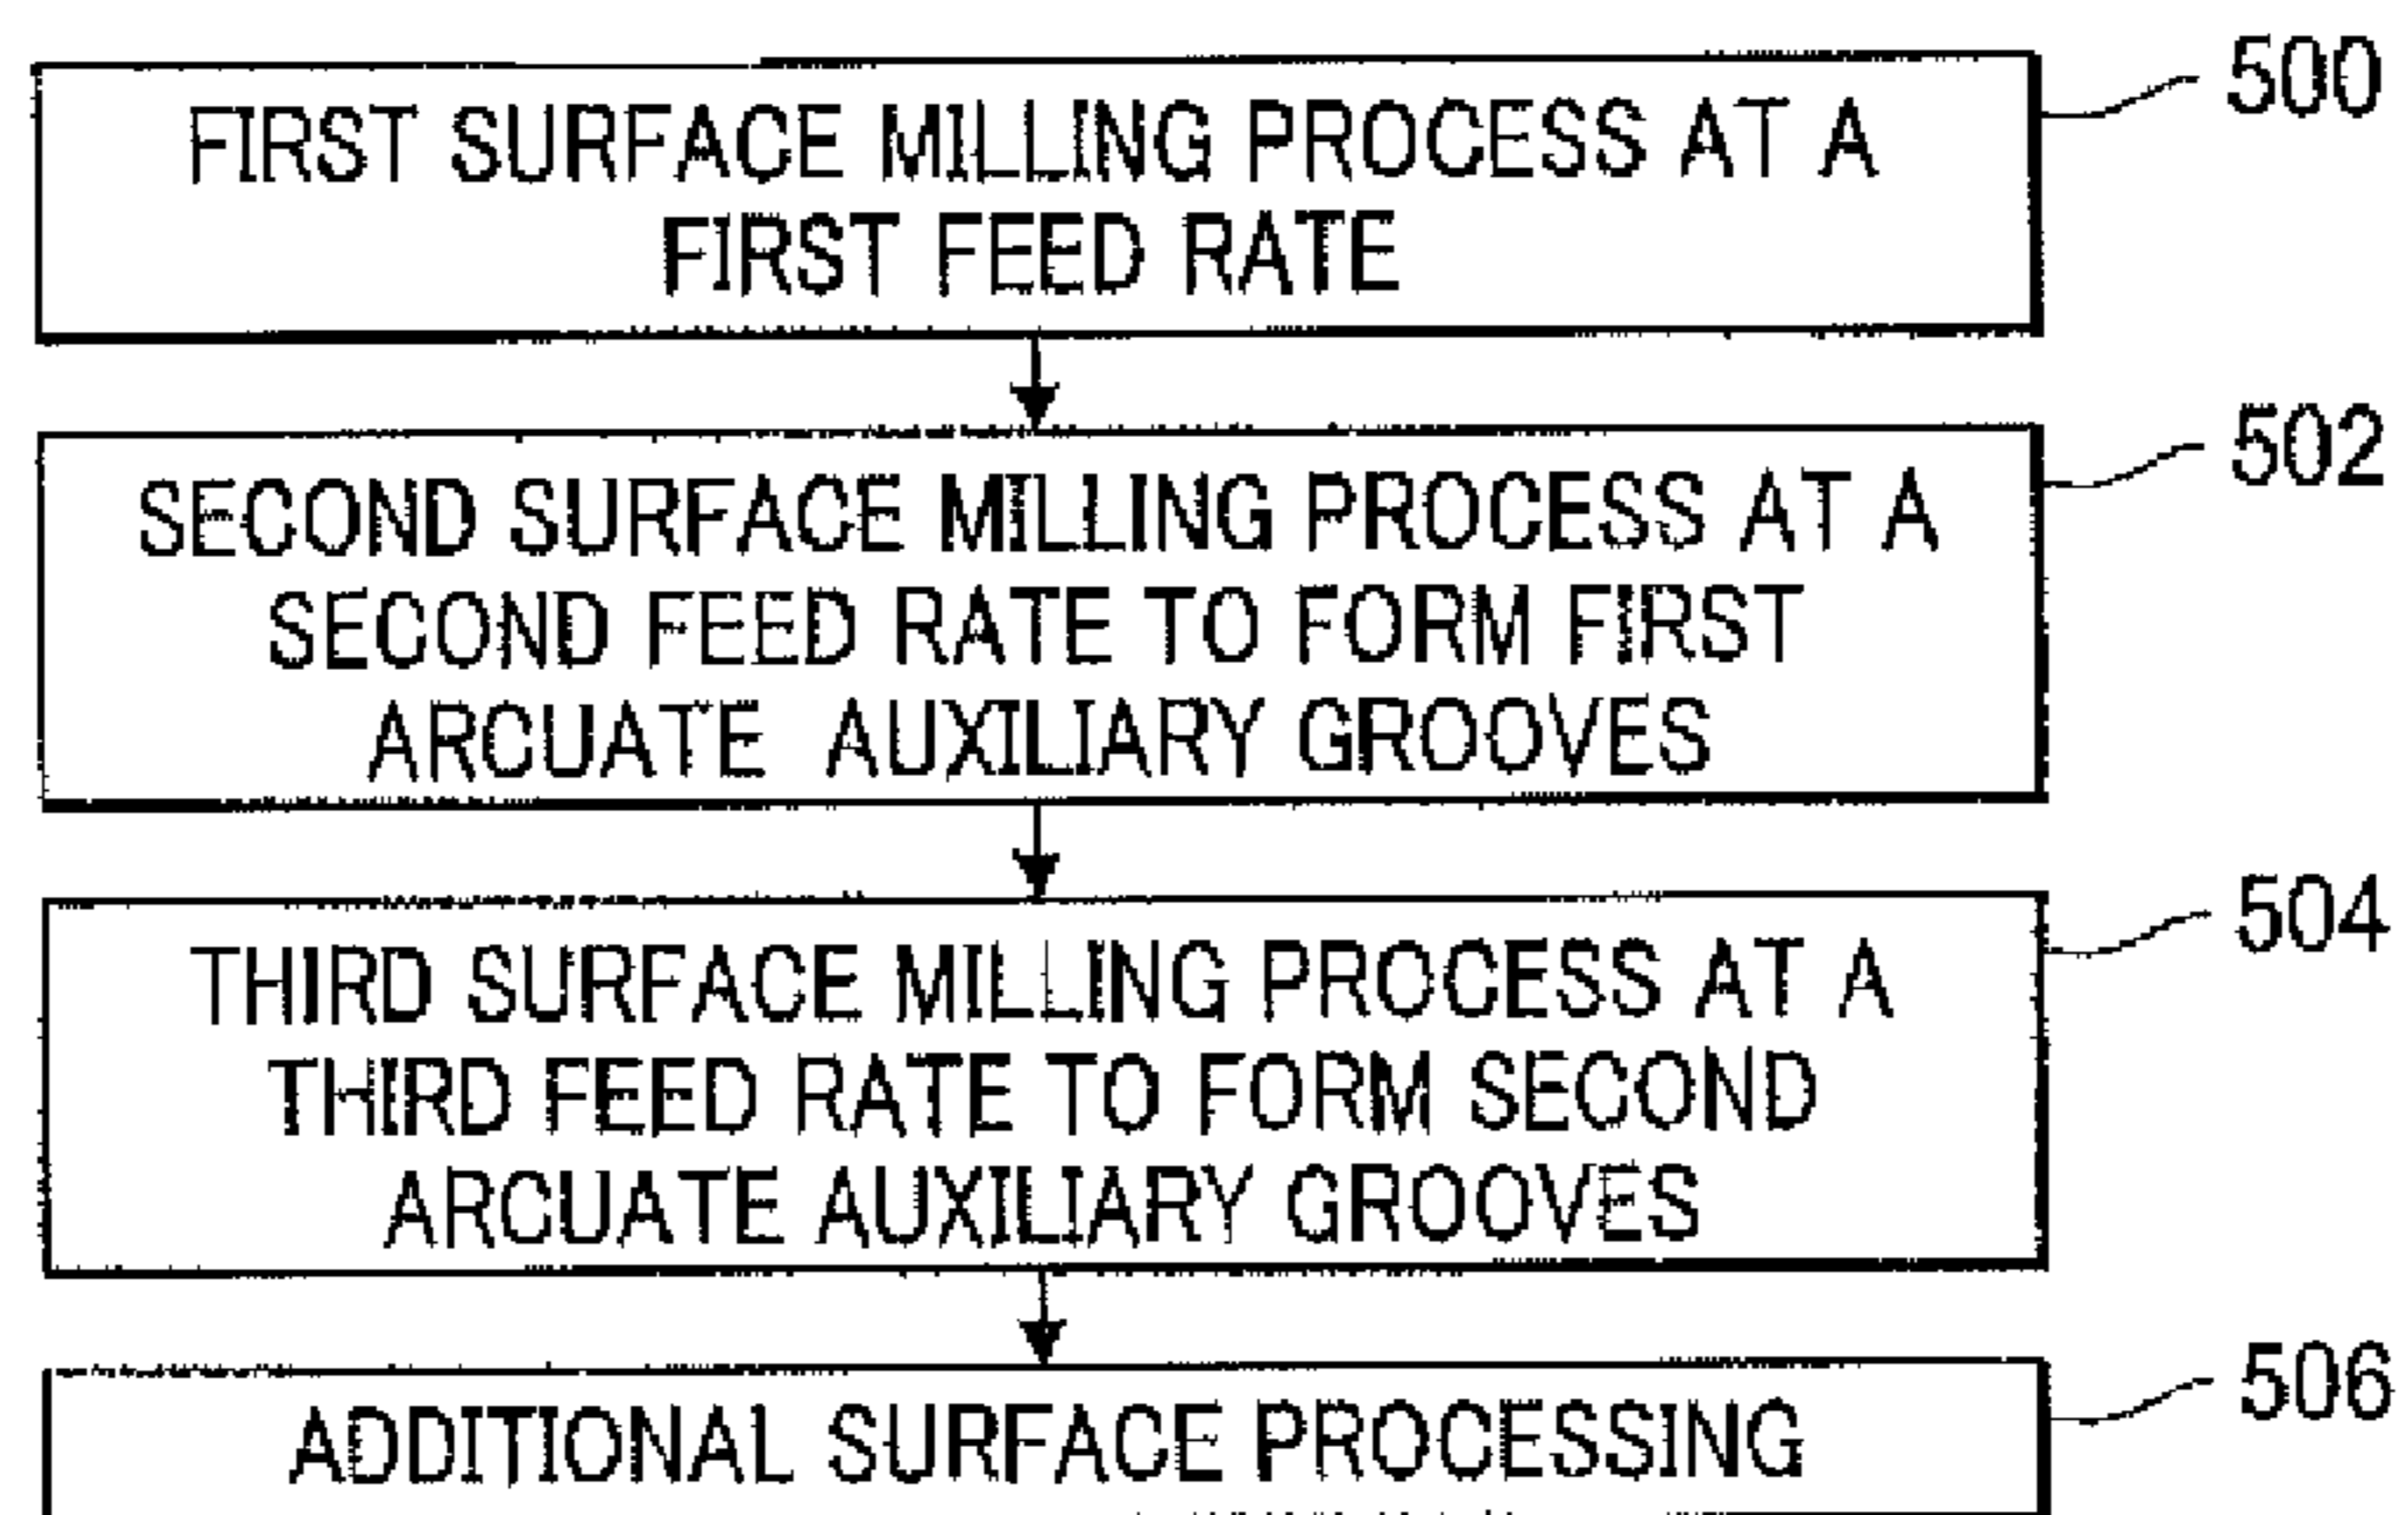 FIRST SURFACE MILLING PROCESS AT A
FIRST FEED RATE
500
SECOND SURFACE MILLING PROCESS AT A
SECOND FEED RATE TO FORM FIRST
ARCUATE AUXILIARY GROOVES
502
THIRD SURFACE MILLING PROCESS AT A
THIRD FEED RATE TO FORM SECOND
ARCUATE AUXILIARY GROOVES
504
ADDITIONAL SURFACE PROCESSING
506